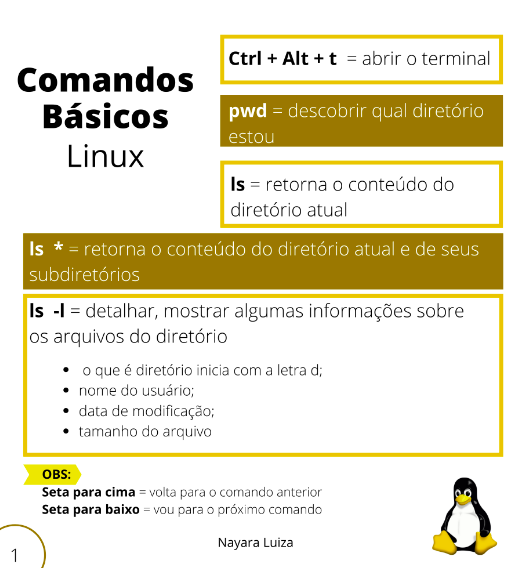 Comandos
Básicos
Linux
Ctrl + Alt + t = abrir o terminal
pwd = descobrir qual diretório
estou
ls = retorna o conteúdo do
diretório atual
ls * = retorna o conteúdo do diretório atual e de seus
subdiretórios
ls -l = detalhar, mostrar algumas informações sobre
os arquivos do diretório
• o que é diretório inicia com a letra d;
• nome do usuário;
• data de modificação;
• tamanho do arquivo
OBS:
Seta para cima = volta para o comando anterior
Seta para baixo = vou para o próximo comando
Nayara Luiza
1